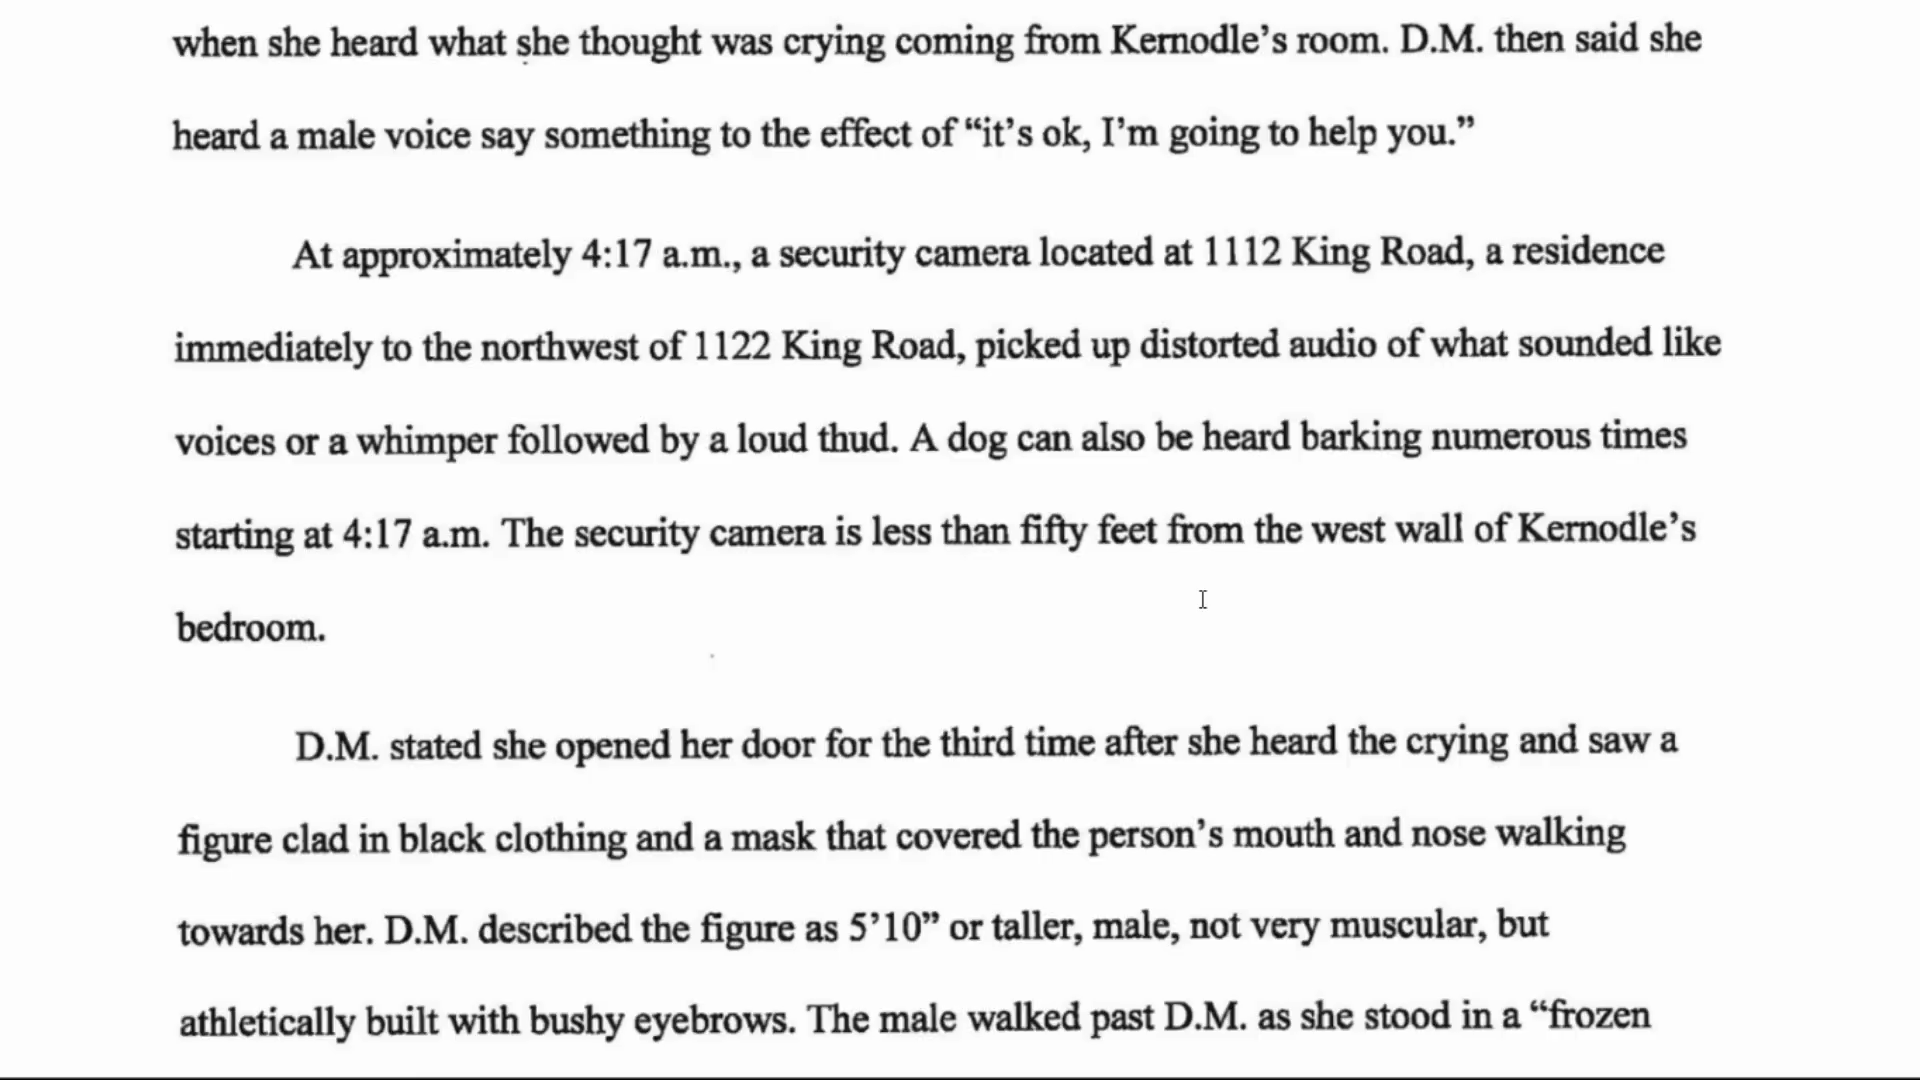 when she heard what she thought was crying coming from Kernodle’s room. D.M. then said she
heard a male voice say something to the effect of “it’s ok, I’m going to help you.”
At approximately 4:17 a.m., a security camera located at 1112 King Road, a residence
immediately to the northwest of 1122 King Road, picked up distorted audio of what sounded like
voices or a whimper followed by a loud thud. A dog can also be heard barking numerous times
starting at 4:17 a.m. The security camera is less than fifty feet from the west wall of Kernodle’s
bedroom.
D.M. stated she opened her door for the third time after she heard the crying and saw a
figure clad in black clothing and a mask that covered the person’s mouth and nose walking
towards her. D.M. described the figure as 5’10” or taller, male, not very muscular, but
athletically built with bushy eyebrows. The male walked past D.M. as she stood in a “frozen